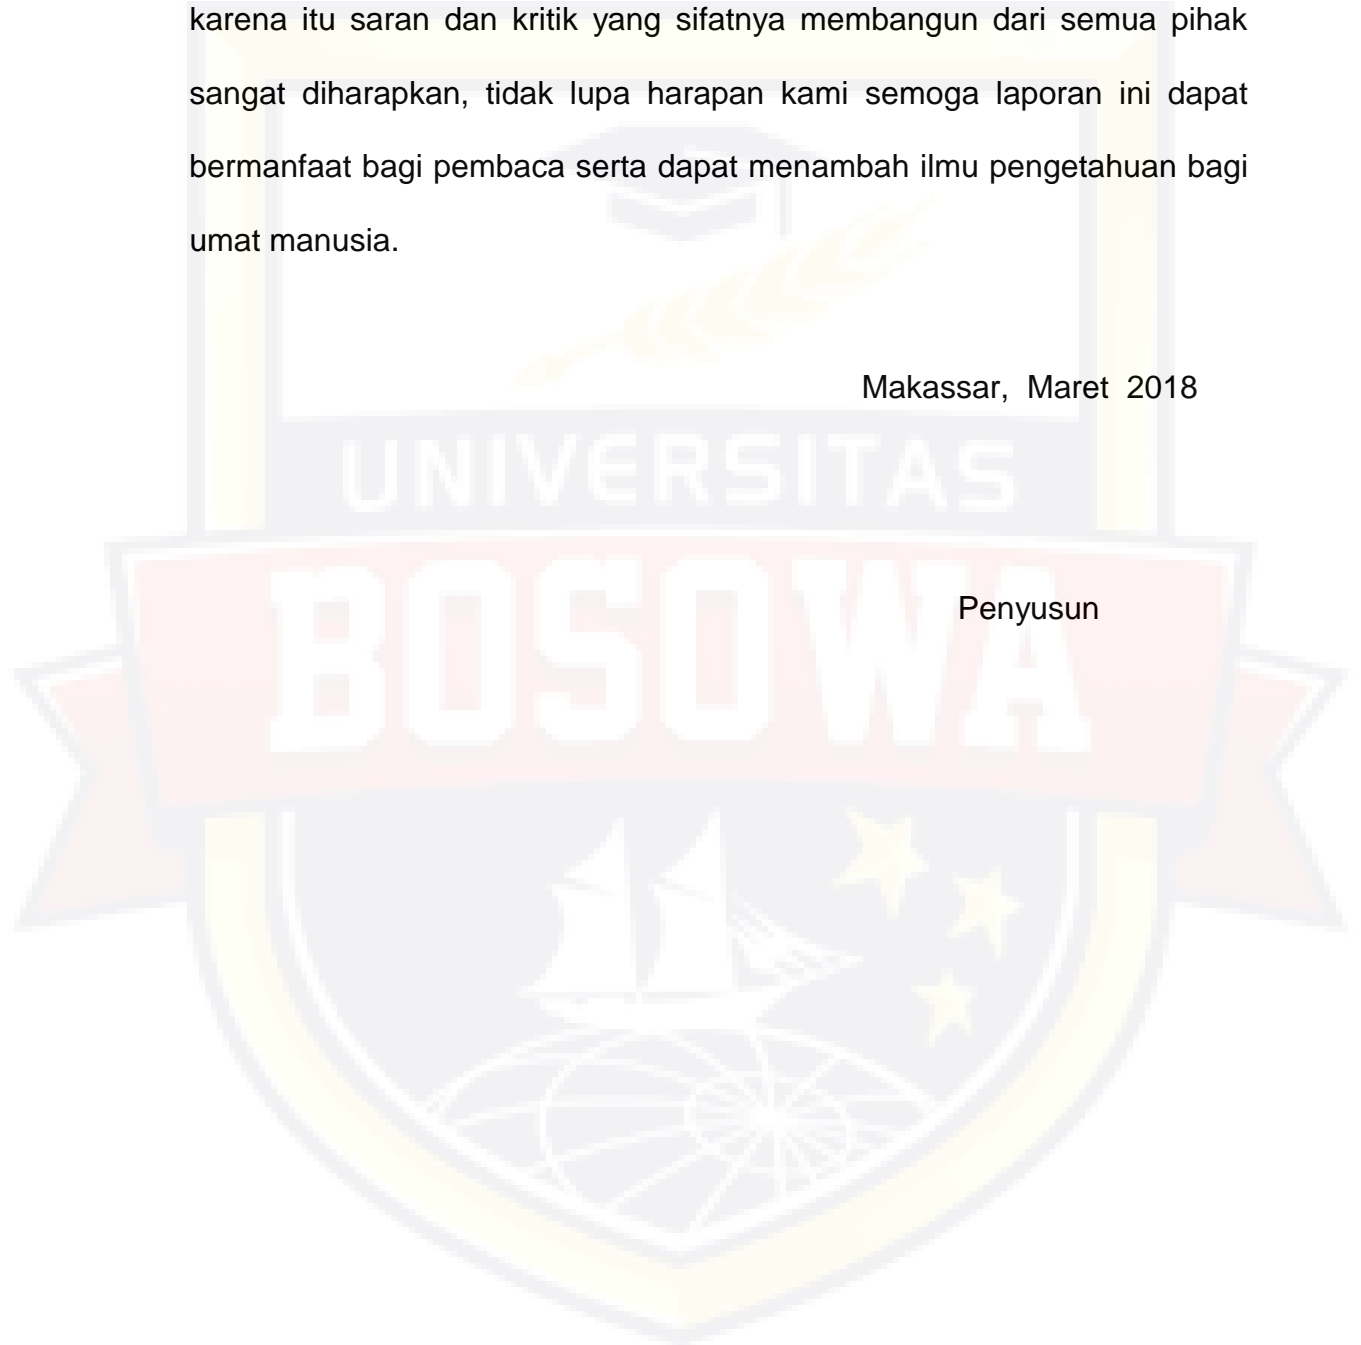 karena itu saran dan kritik yang sifatnya membangun dari semua pihak
sangat diharapkan, tidak lupa harapan kami semoga laporan ini dapat
bermanfaat bagi pembaca serta dapat menambah ilmu pengetahuan bagi
umat manusia.
Makassar, Maret 2018
UNIVERSITAS
BOSOWA
Penyusun